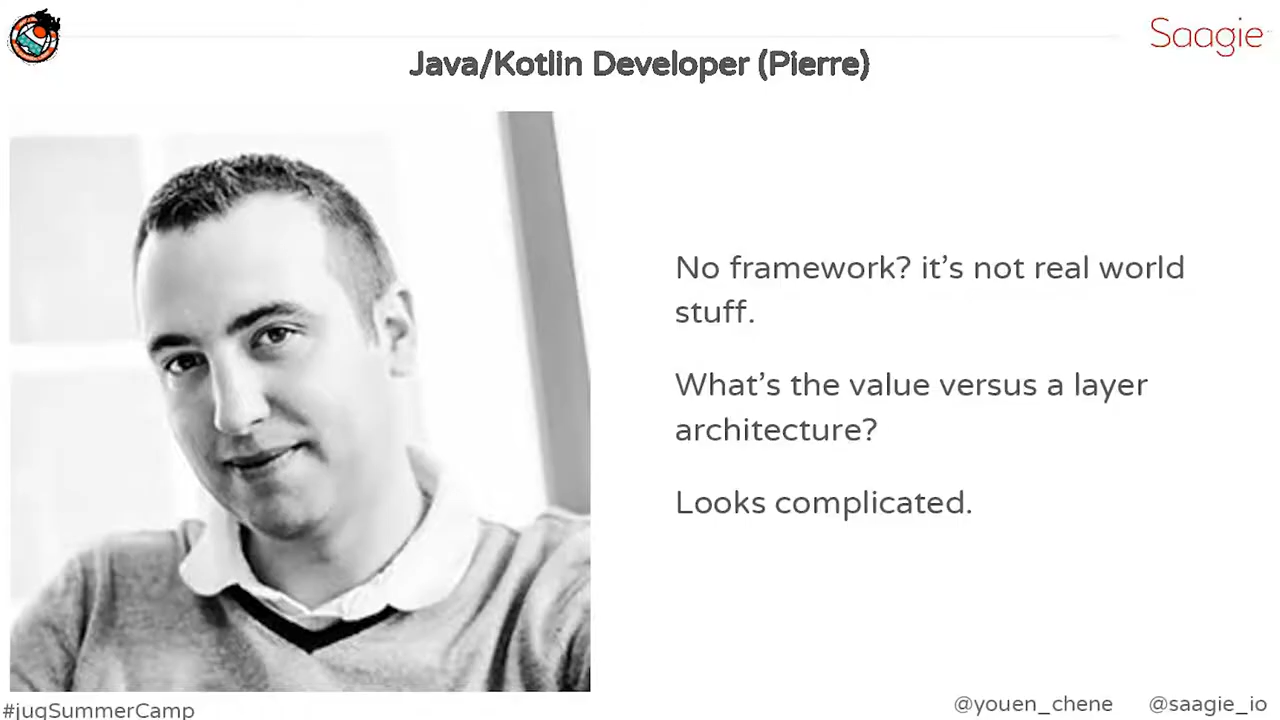 Saagie
Java/Kotlin Developer (Pierre)
No framework? it's not real world
stuff.
What's the value versus a layer
architecture?
Looks complicated.
#jugSummerCamp
@youen_chene @saagie_io